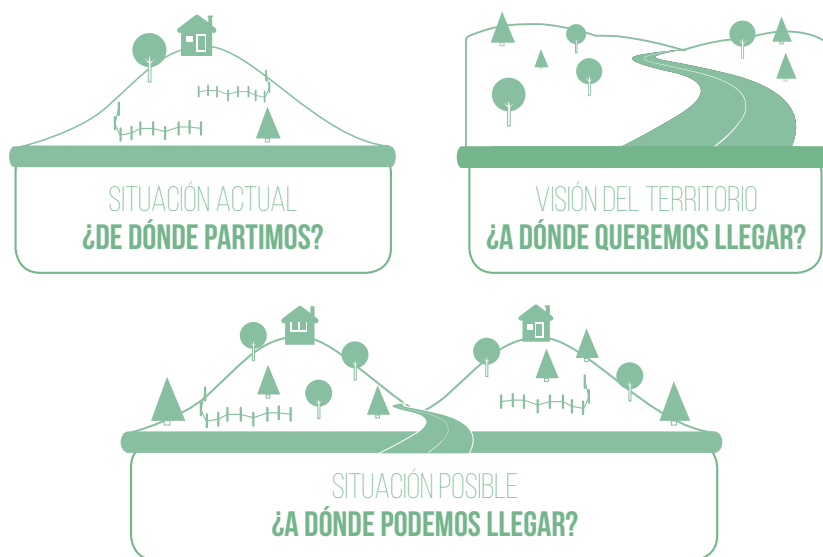 SITUACIÓN ACTUAL
¿DE DÓNDE PARTIMOS?
VISIÓN DEL TERRITORIO
¿A DÓNDE QUEREMOS LLEGAR?
SITUACIÓN POSIBLE
¿A DÓNDE PODEMOS LLEGAR?